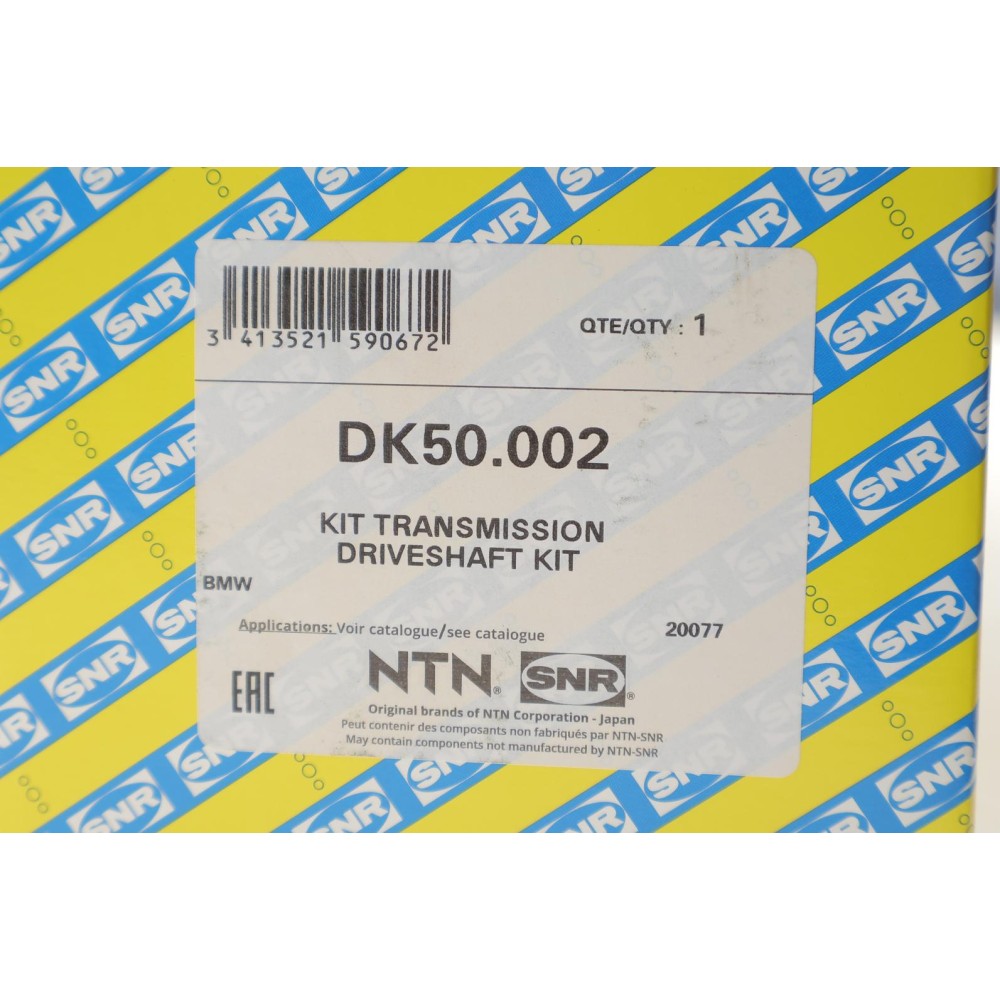 3 413521 590672
QTE/QTY : 1
DK50.002
KIT TRANSMISSION
DRIVESHAFT KIT
BMW
Applications: Voir catalogue/see catalogue
20077
EAC
NTN® SNR®
Original brands of NTN Corporation - Japan
Peut contenir des composants non fabriqués par NTN-SNR
May contain components not manufactured by NTN-SNR